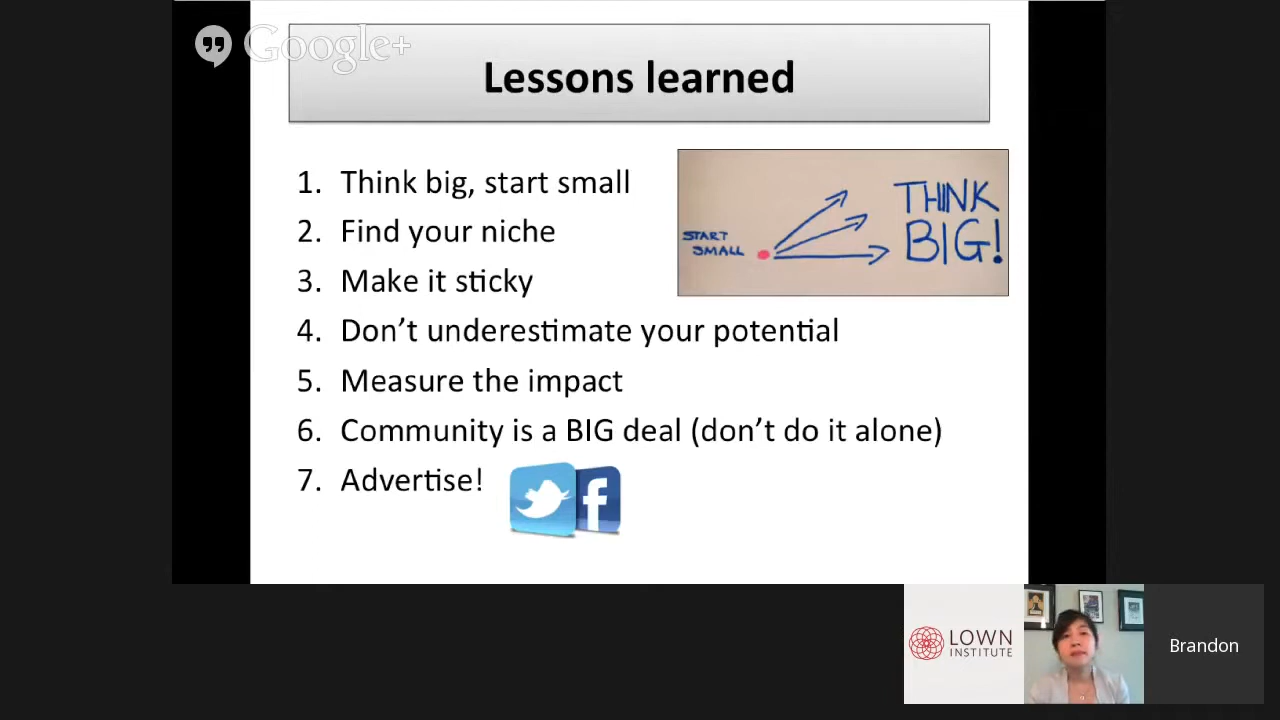 Google+
Lessons learned
1. Think big, start small
2. Find your niche
3. Make it sticky
4. Don't underestimate your potential
5. Measure the impact
6. Community is a BIG deal (don't do it alone)
7. Advertise!
START
SMALL
THINK
BIG!
LOWN
INSTITUTE
Brandon